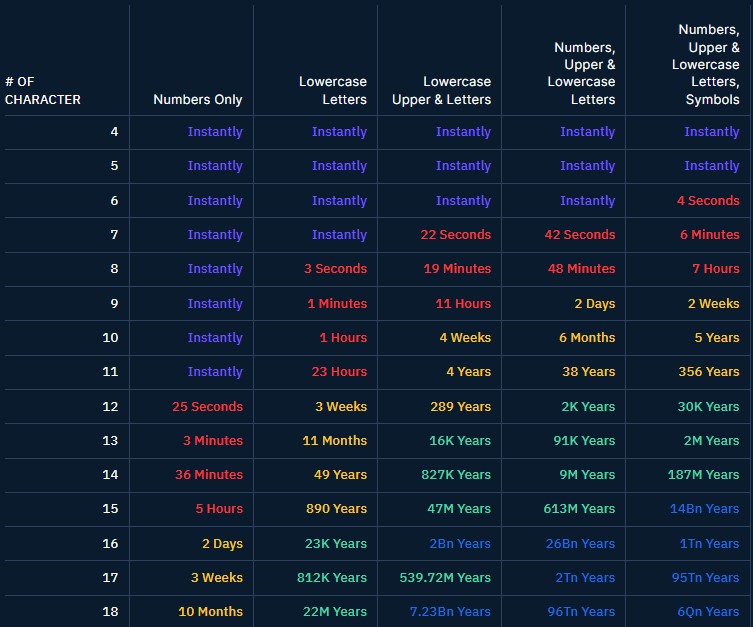 # OF CHARACTER Numbers Only Lowercase Letters Lowercase Upper & Letters Numbers, Upper & Lowercase Letters Numbers, Upper & Lowercase Letters, Symbols
4 Instantly Instantly Instantly Instantly Instantly
5 Instantly Instantly Instantly Instantly Instantly
6 Instantly Instantly Instantly Instantly 4 Seconds
7 Instantly Instantly 22 Seconds 42 Seconds 6 Minutes
8 Instantly 3 Seconds 19 Minutes 48 Minutes 7 Hours
9 Instantly 1 Minutes 11 Hours 2 Days 2 Weeks
10 Instantly 1 Hours 4 Weeks 6 Months 5 Years
11 Instantly 23 Hours 4 Years 38 Years 356 Years
12 25 Seconds 3 Weeks 289 Years 2K Years 30K Years
13 3 Minutes 11 Months 16K Years 91K Years 2M Years
14 36 Minutes 49 Years 827K Years 9M Years 187M Years
15 5 Hours 890 Years 47M Years 613M Years 14Bn Years
16 2 Days 23K Years 2Bn Years 26Bn Years 1Tn Years
17 3 Weeks 812K Years 539.72M Years 2Tn Years 95Tn Years
18 10 Months 22M Years 7.23Bn Years 96Tn Years 6Qn Years